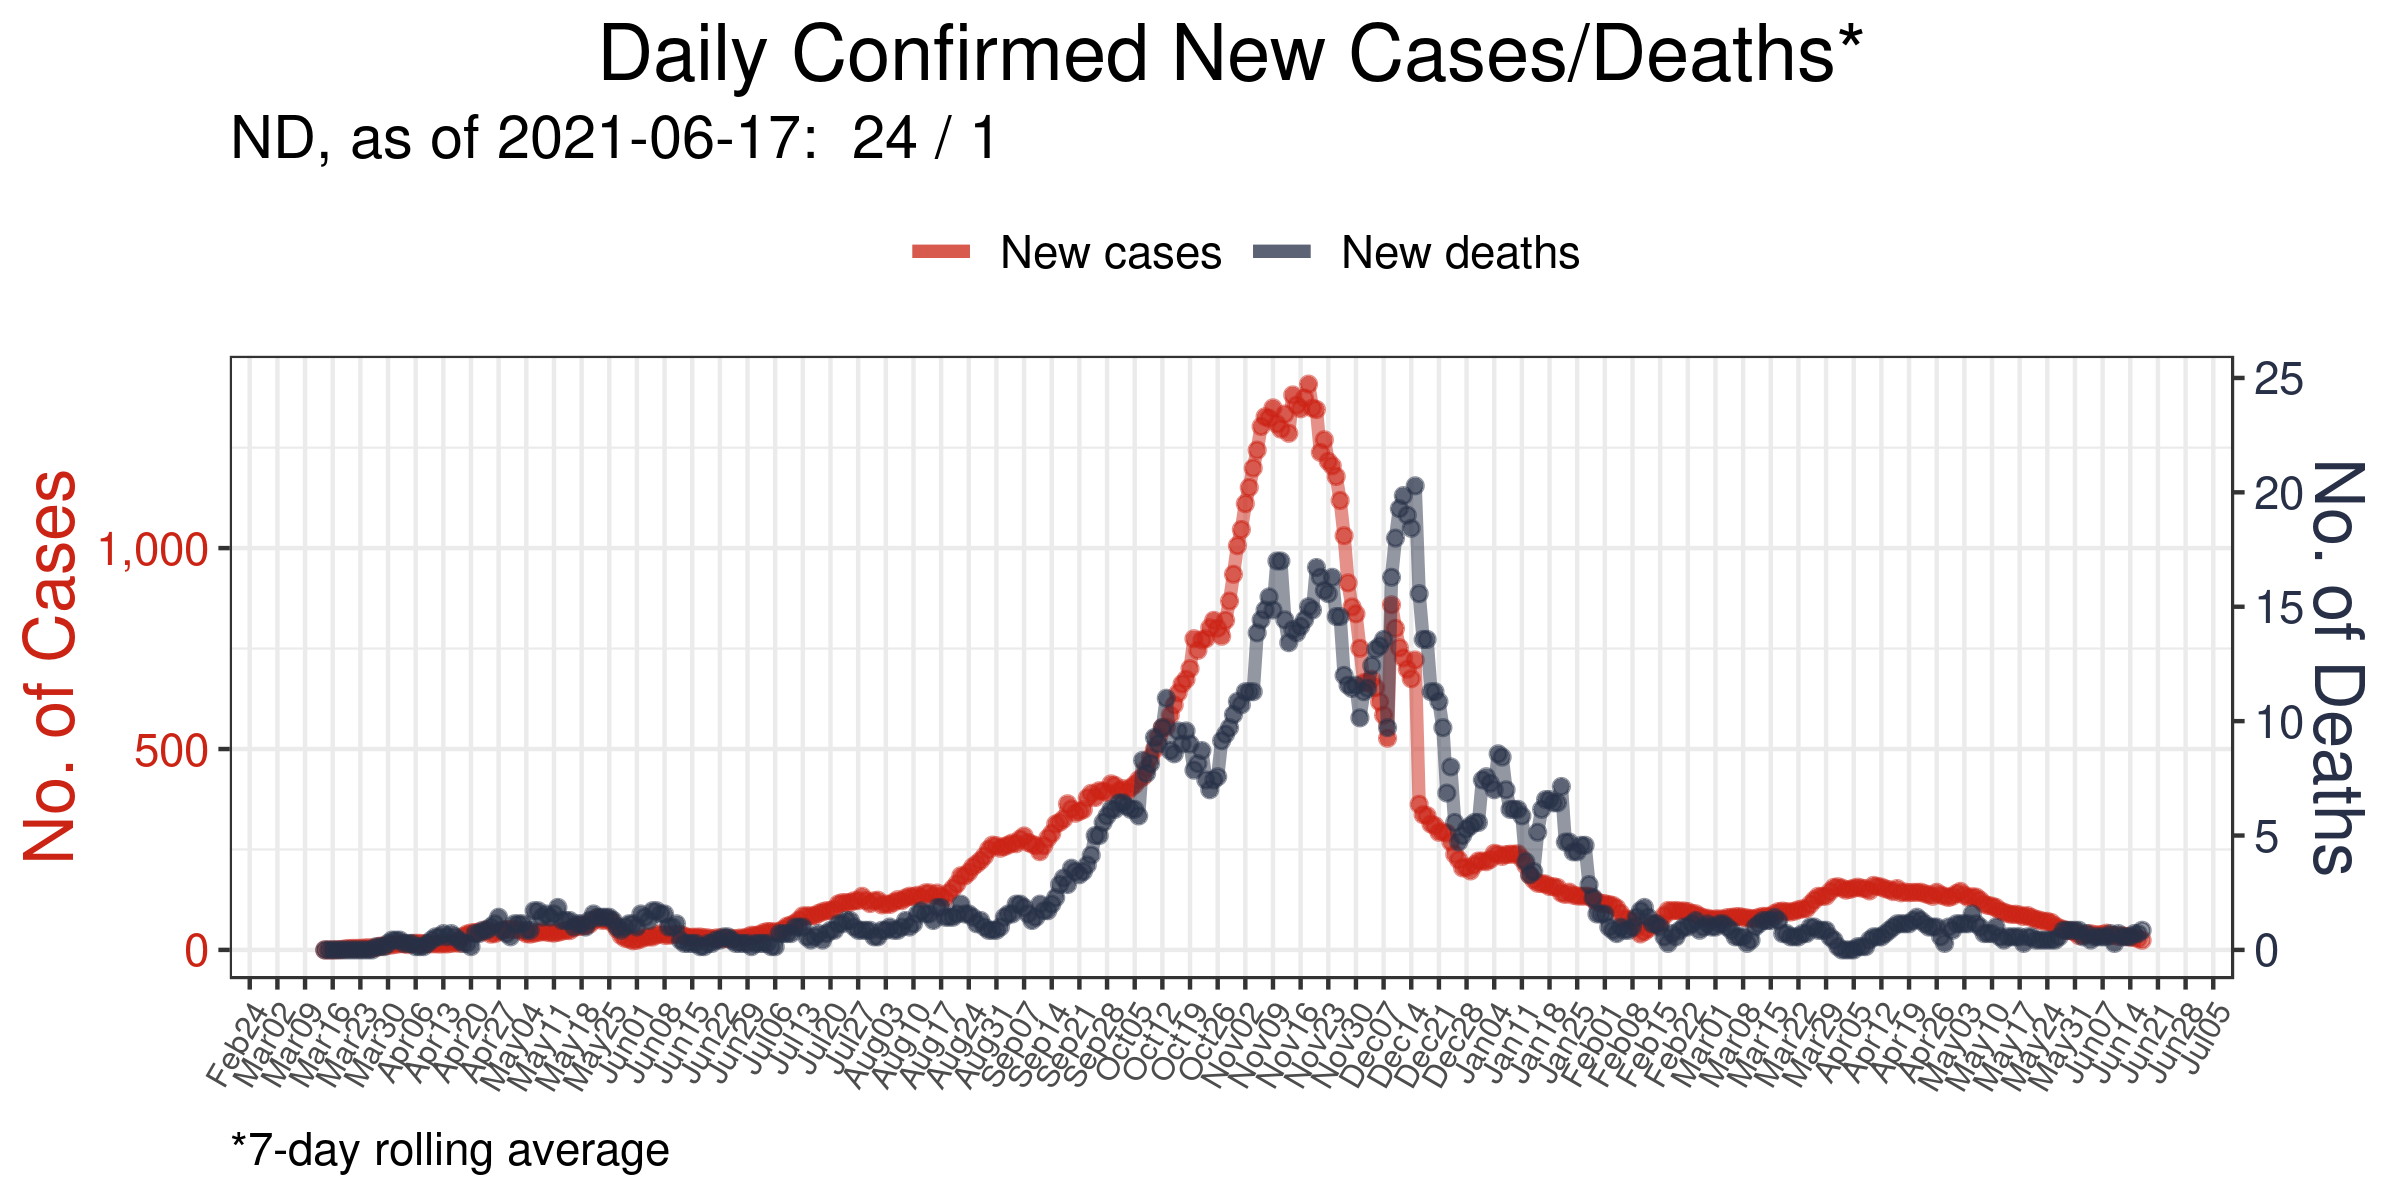 Daily Confirmed New Cases/Deaths*
ND, as of 2021-06-17:  24 / 1
New cases
New deaths
No. of Cases
1,000
500
0
25
20
15
10
5
0
No. of Deaths
Feb24
Mar02
Mar09
Mar16
Mar23
Mar30
Apr06
Apr13
Apr20
Apr27
May04
May11
May18
May25
Jun01
Jun08
Jun15
Jun22
Jun29
Jul06
Jul13
Jul20
Jul27
Aug03
Aug10
Aug17
Aug24
Aug31
Sep07
Sep14
Sep21
Sep28
Oct05
Oct12
Oct19
Oct26
Nov02
Nov09
Nov16
Nov23
Nov30
Dec07
Dec14
Dec21
Dec28
Jan04
Jan11
Jan18
Jan25
Feb01
Feb08
Feb15
Feb22
Mar01
Mar08
Mar15
Mar22
Mar29
Apr05
Apr12
Apr19
Apr26
May03
May10
May17
May24
May31
Jun07
Jun14
Jun21
Jun28
Jul05
*7-day rolling average